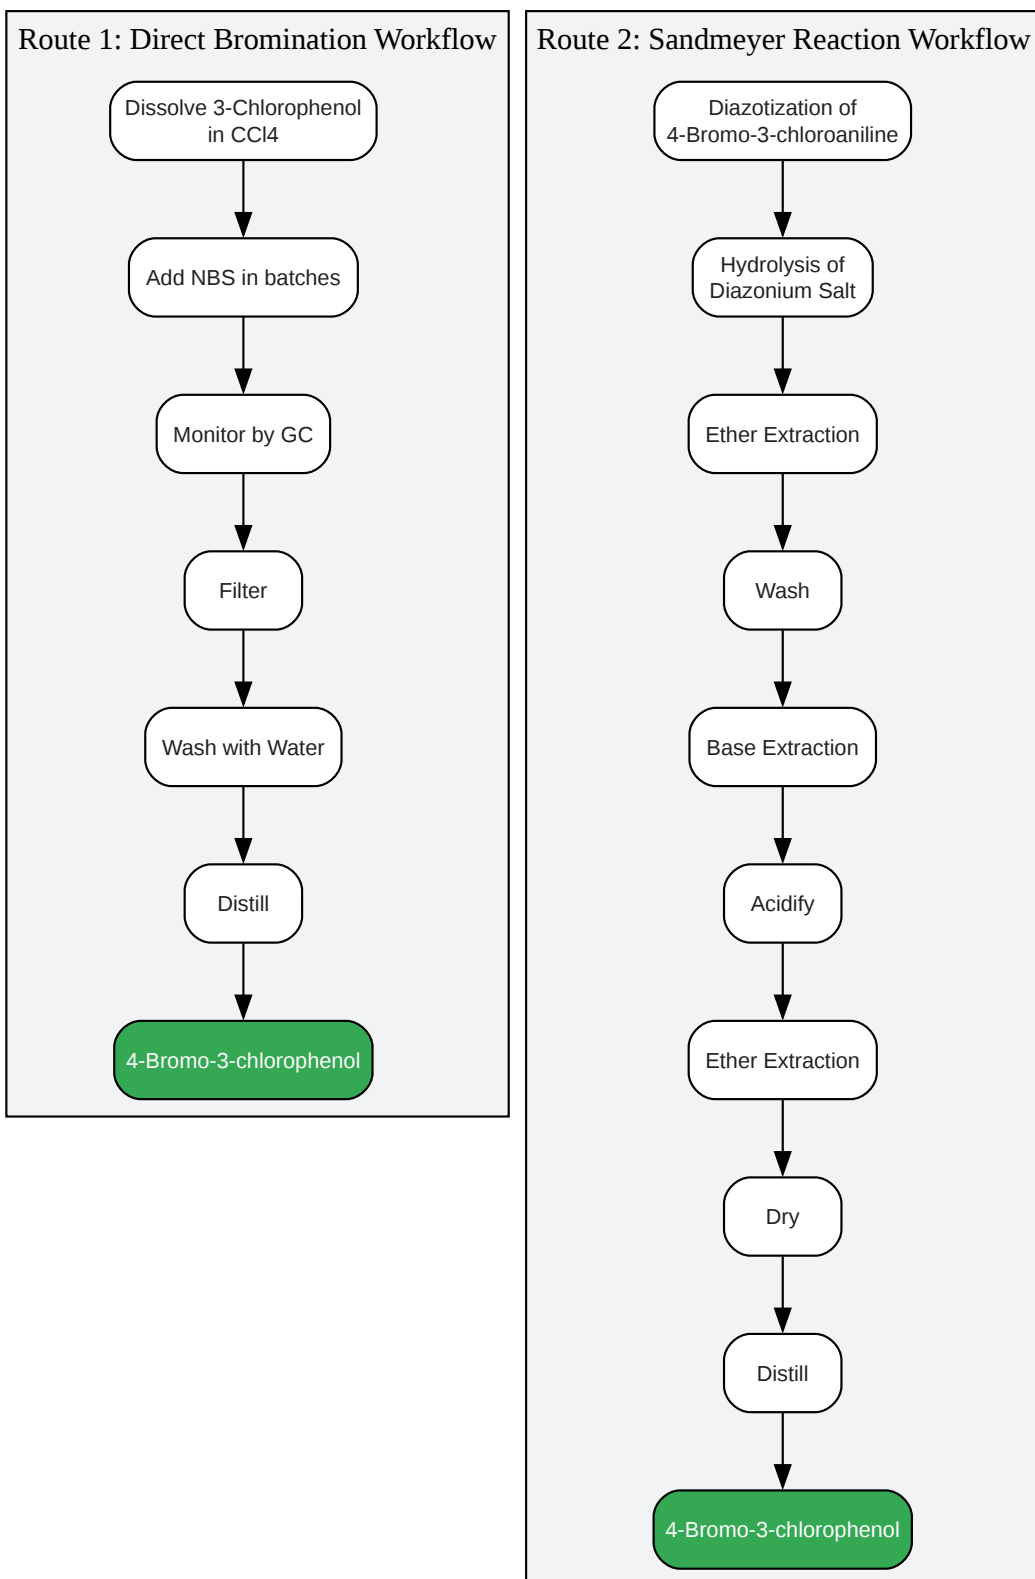 Route 1: Direct Bromination Workflow
Dissolve 3-Chlorophenol
in CCl4
Add NBS in batches
Monitor by GC
Filter
Wash with Water
Distill
4-Bromo-3-chlorophenol
Route 2: Sandmeyer Reaction Workflow
Diazotization of
4-Bromo-3-chloroaniline
Hydrolysis of
Diazonium Salt
Ether Extraction
Wash
Base Extraction
Acidify
Ether Extraction
Dry
Distill
4-Bromo-3-chlorophenol